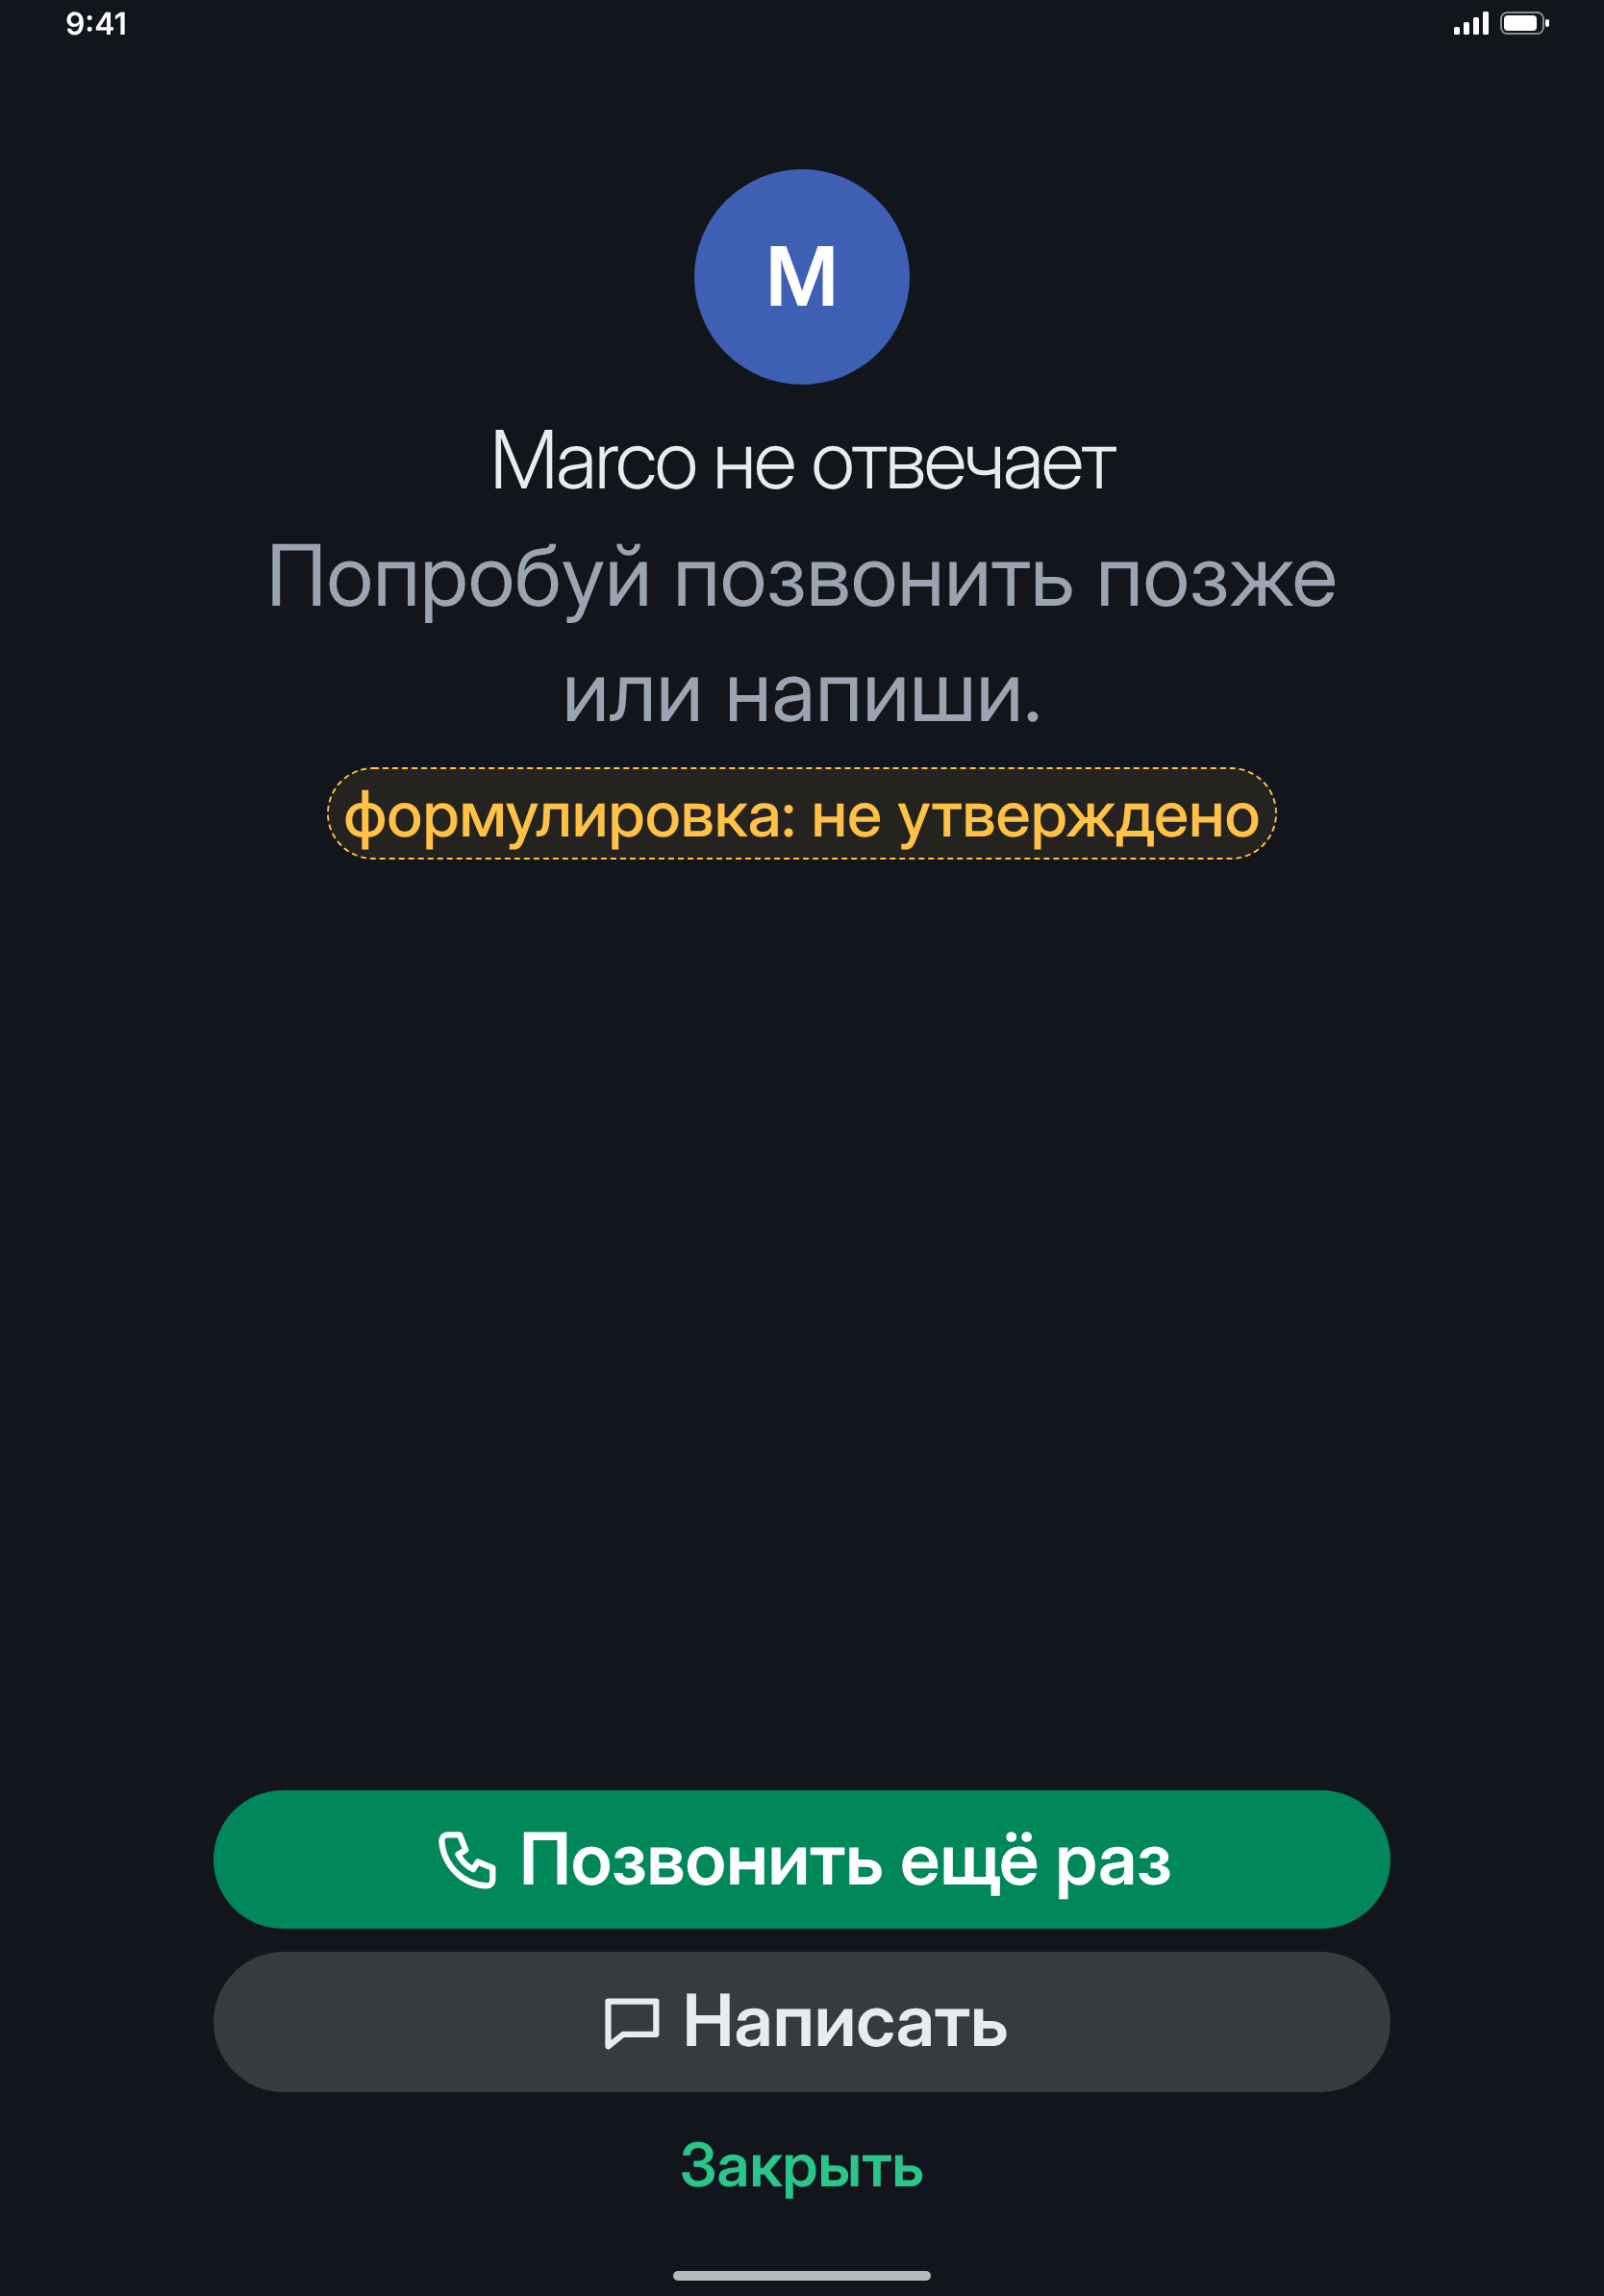 9:41
M
Marco не отвечает
Попробуй позвонить позже
или напиши.
формулировка: не утверждено
Позвонить ещё раз
Написать
Закрыть